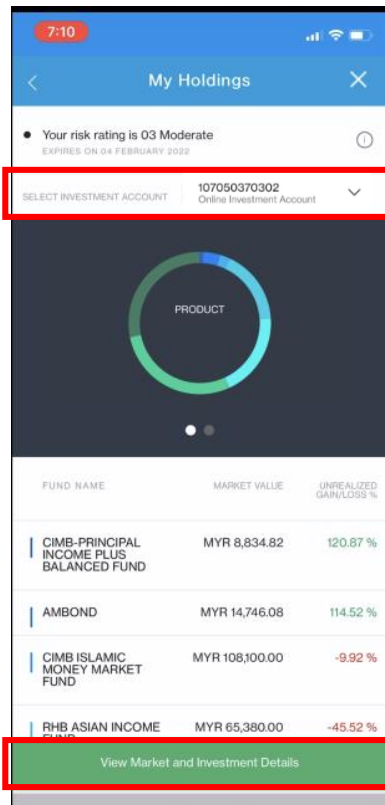 7:10
My Holdings
Your risk rating is 03 Moderate
EXPIRES ON 04 FEBRUARY 2022
SELECT INVESTMENT ACCOUNT
107050370302
Online Investment Account
PRODUCT
FUND NAME MARKET VALUE UNREALIZED
GAIN/LOSS %
CIMB-PRINCIPAL MYR 8,834.82 120.87 %
INCOME PLUS
BALANCED FUND
AMBOND MYR 14,746.08 114.52 %
CIMB ISLAMIC MYR 108,100.00 -9.92 %
MONEY MARKET
FUND
RHB ASIAN INCOME MYR 65,380.00 -45.52 %
FUND
View Market and Investment Details